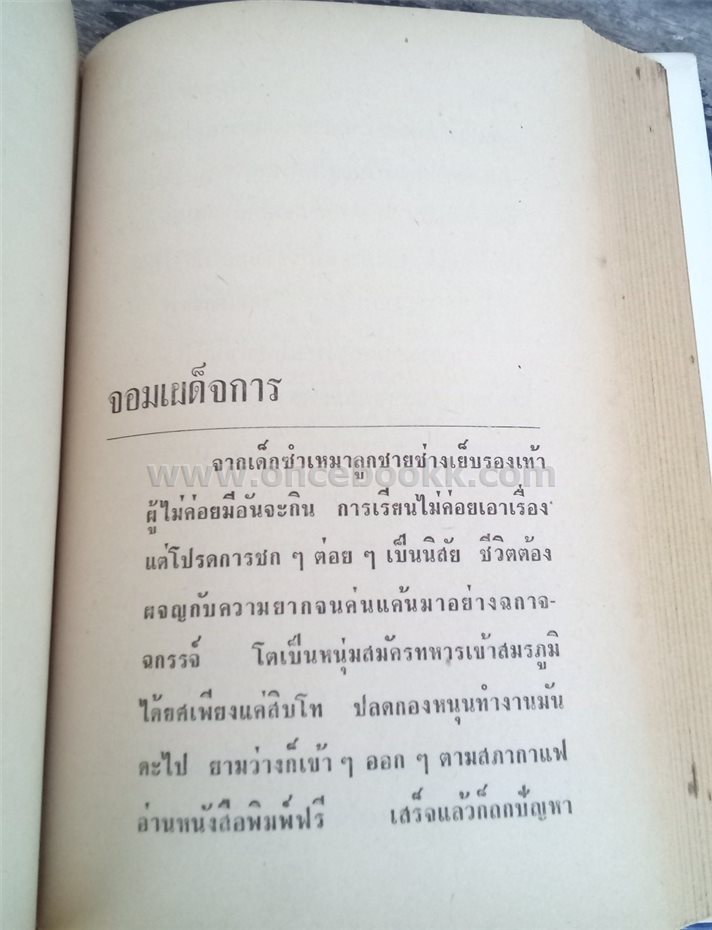 จอมเผด็จการ
จากเด็กซำเหมาลูกชายช่างเย็บรองเท้า
www.oncebookk.com
ผู้ไม่ค่อยมีอันจะกิน การเรียนไม่ค่อยเอาเรื่อง
แต่โปรดการชก ๆ ต่อย ๆ เป็นนิสัย ชีวิตต้อง
ผจญกับความยากจนค่นแค้นมาอย่างฉกาจ-
ฉกรรจ์ โตเป็นหนุ่มสมัครทหารเข้าสมรภูมิ
ได้ยศเพียงแค่สิบโท ปลดกองหนุนทำงานมัน
ดะไป ยามว่างก็เข้า ๆ ออก ๆ ตามสภากาแฟ
อ่านหนังสือพิมพ์ฟรี เสร็จแล้วก็ถกปัญหา